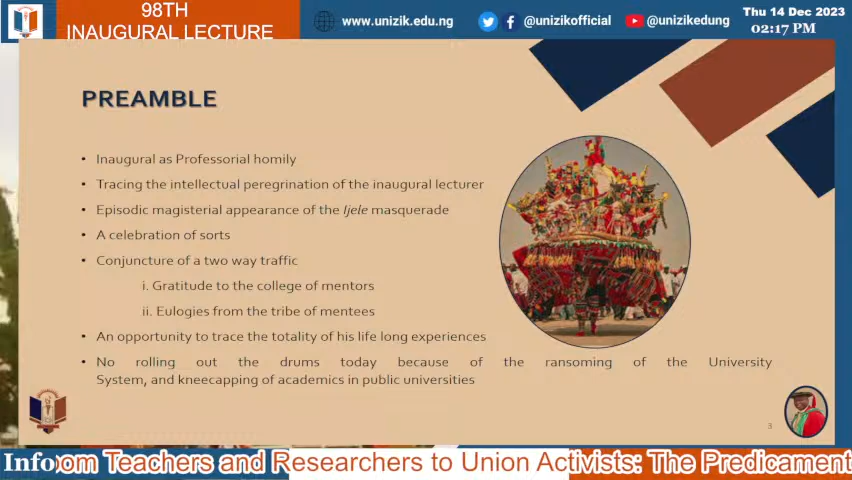 98TH
INAUGURAL LECTURE
www.unizik.edu.ng
@unizikofficial
@unizikedung
Thu 14 Dec 2023
02:17 PM
PREAMBLE
• Inaugural as Professorial homily
• Tracing the intellectual peregrination of the inaugural lecturer
• Episodic magisterial appearance of the Ijele masquerade
• A celebration of sorts
• Conjuncture of a two way traffic
i. Gratitude to the college of mentors
ii. Eulogies from the tribe of mentees
• An opportunity to trace the totality of his life long experiences
• No rolling out the drums today because of the ransoming of the University
System, and kneecapping of academics in public universities
3
Info
om Teachers and Researchers to Union Activists: The Predicament